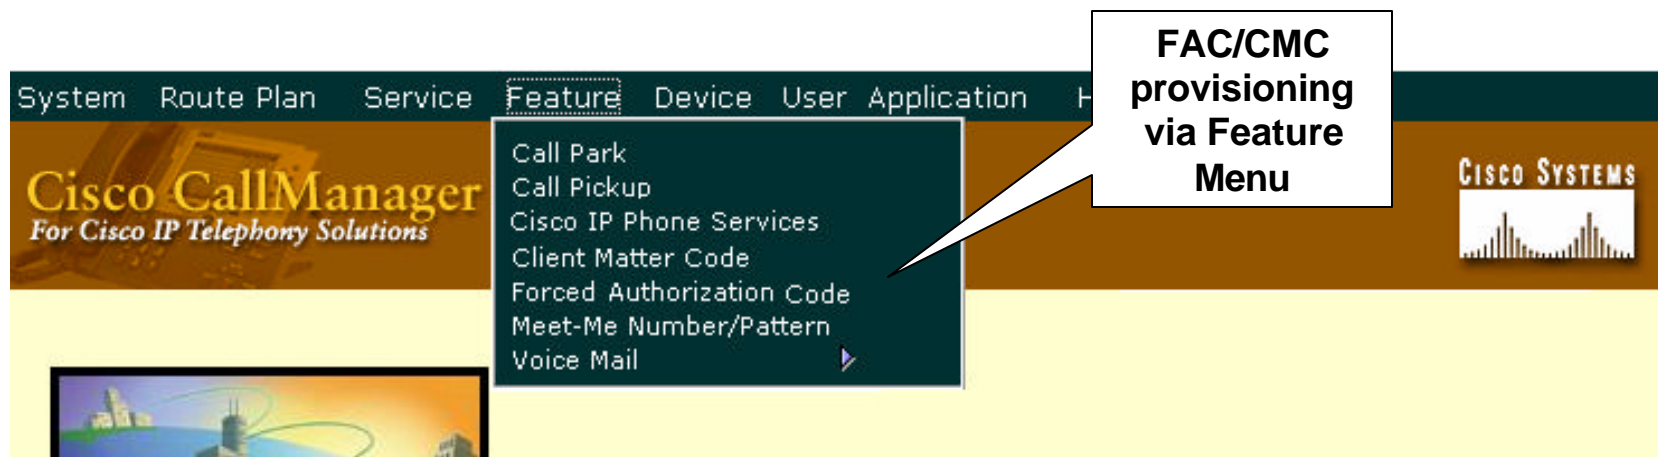 FAC/CMC
provisioning
via Feature
Menu
System Route Plan Service Feature Device User Application
Call Park
Call Pickup
Cisco IP Phone Services
Client Matter Code
Forced Authorization Code
Meet-Me Number/Pattern
Voice Mail
Cisco CallManager
For Cisco IP Telephony Solutions
CISCO SYSTEMS